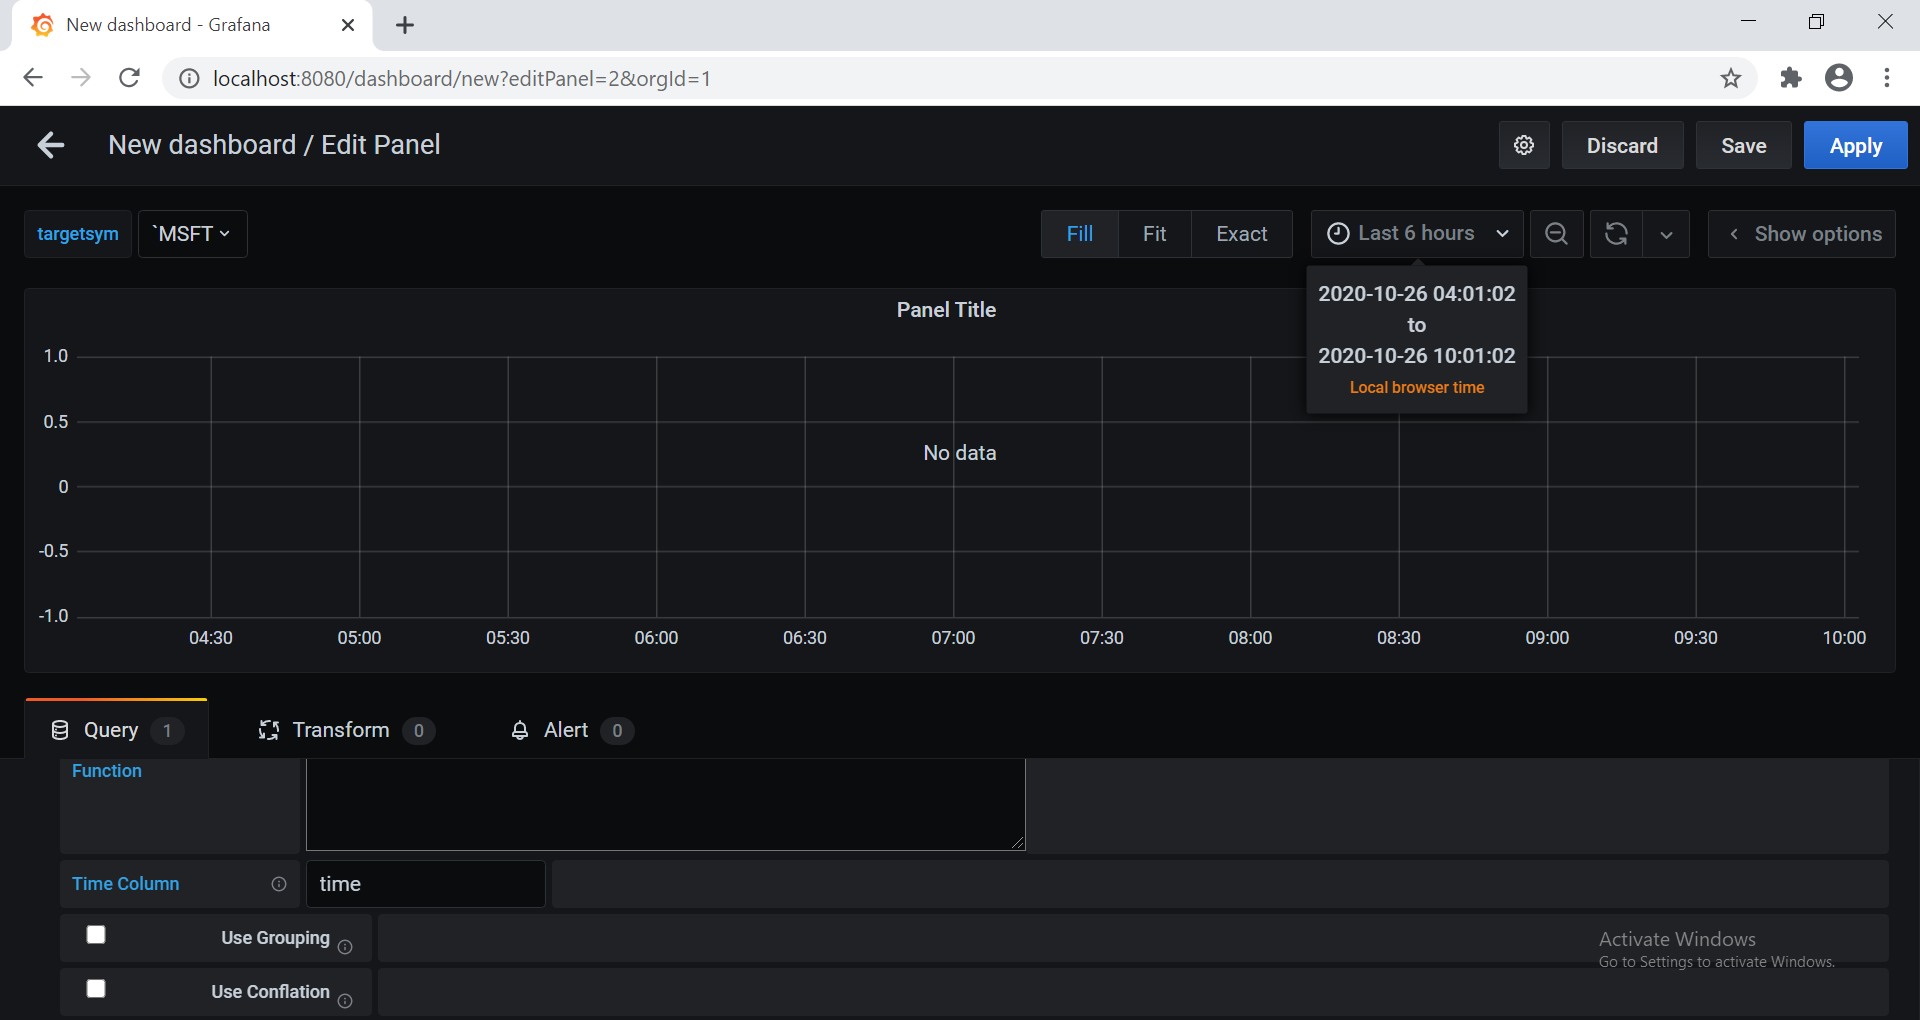 New dashboard - Grafana
localhost:8080/dashboard/new?editPanel=2&orgId=1
New dashboard / Edit Panel
Discard
Save
Apply
targetsym
`MSFT
Fill
Fit
Exact
Last 6 hours
Show options
2020-10-26 04:01:02
to
2020-10-26 10:01:02
Local browser time
Panel Title
1.0
0.5
0
-0.5
-1.0
No data
04:30
05:00
05:30
06:00
06:30
07:00
07:30
08:00
08:30
09:00
09:30
10:00
Query 1
Transform 0
Alert 0
Function
Time Column
time
Use Grouping
Use Conflation
Activate Windows
Go to Settings to activate Windows.